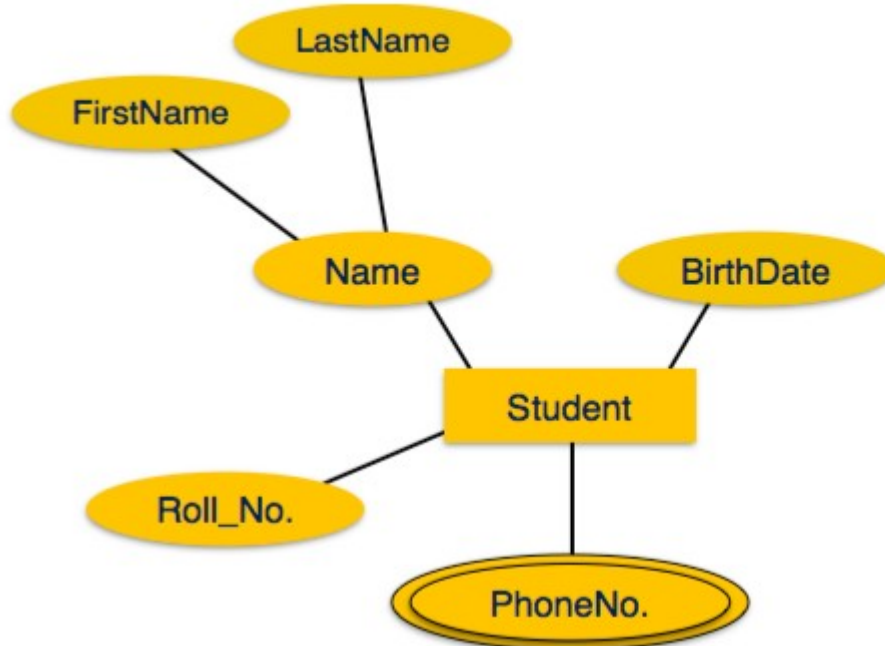 LastName
FirstName
Name
BirthDate
Student
Roll_No.
PhoneNo.